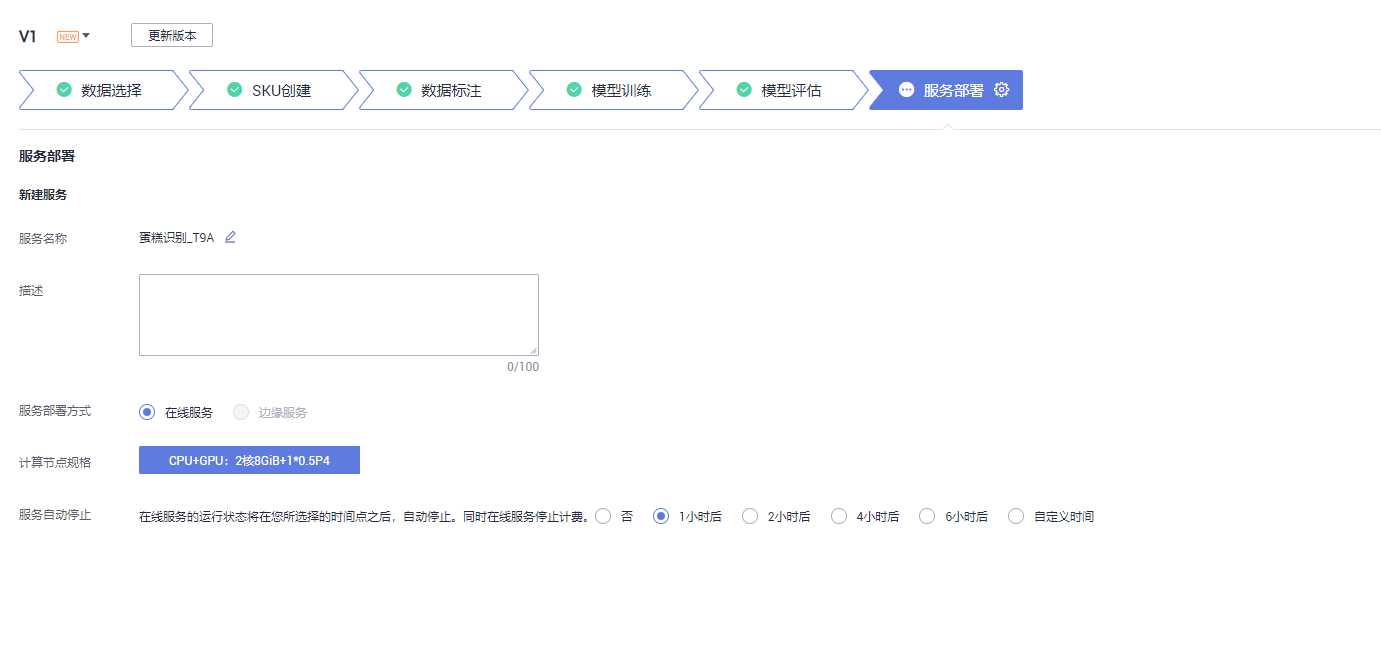 V1 NEW 更新版本
数据选择 SKU创建 数据标注 模型训练 模型评估 服务部署
服务部署
新建服务
服务名称 蛋糕识别_T9A
描述
0/100
服务部署方式 在线服务 边缘服务
计算节点规格 CPU+GPU：2核8GiB+1*0.5P4
服务自动停止 在线服务的运行状态将在您所选择的时间点之后，自动停止。同时在线服务停止计费。 否 1小时后 2小时后 4小时后 6小时后 自定义时间